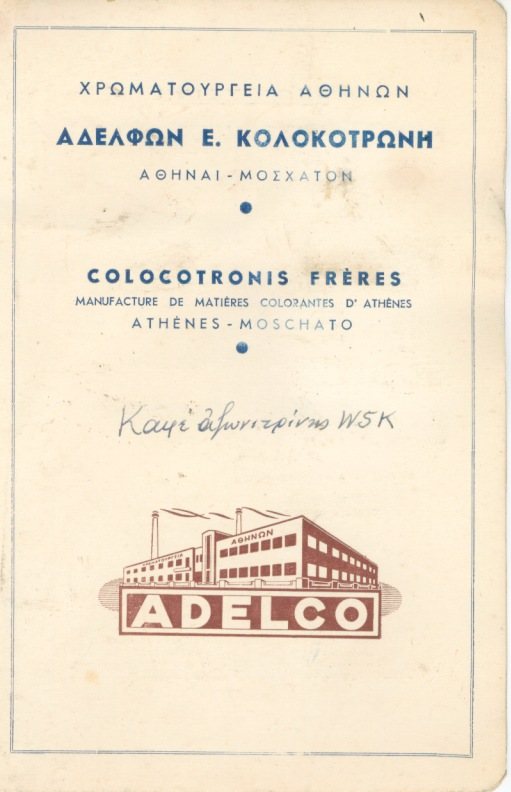 ΧΡΩΜΑΤΟΥΡΓΕΙΑ ΑΘΗΝΩΝ
ΑΔΕΛΦΩΝ Ε. ΚΟΛΟΚΟΤΡΩΝΗ
ΑΘΗΝΑΙ - ΜΟΣΧΑΤΟΝ
COLOCOTRONIS FRÈRES
MANUFACTURE DE MATIÈRES COLORANTES D' ATHÈNES
ATHÈNES - MOSCHATO
Καφέ W5K
ΧΡΩΜΑΤΟΥΡΓΕΙΑ ΑΘΗΝΩΝ
ADELCO